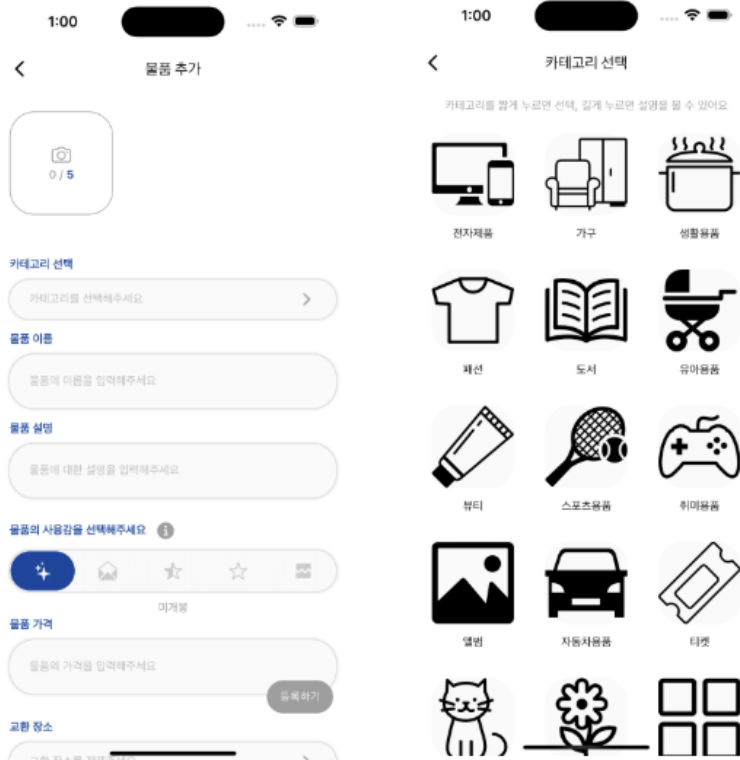 1:00
물품 추가
0 / 5
카테고리 선택
카테고리를 선택해주세요
물품 이름
물품의 이름을 입력해주세요
물품 설명
물품에 대한 설명을 입력해주세요
물품의 사용감을 선택해주세요
미개봉
물품 가격
물품의 가격을 입력해주세요
등록하기
교환 장소
1:00
카테고리 선택
카테고리를 짧게 누르면 선택, 길게 누르면 설명을 볼 수 있어요
전자제품 가구 생활용품
패션 도서 유아용품
뷰티 스포츠용품 취미용품
앨범 자동차용품 티켓